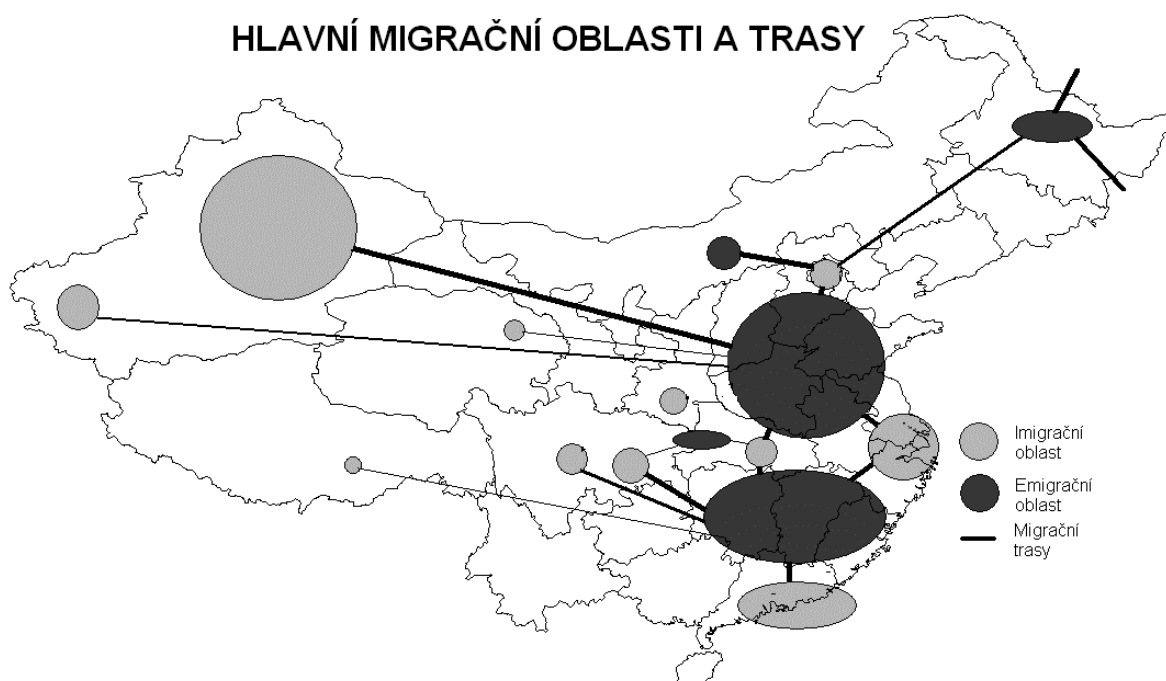 HLAVNÍ MIGRAČNÍ OBLASTI A TRASY
Imigrační
oblast
Emigrační
oblast
Migrační
trasy